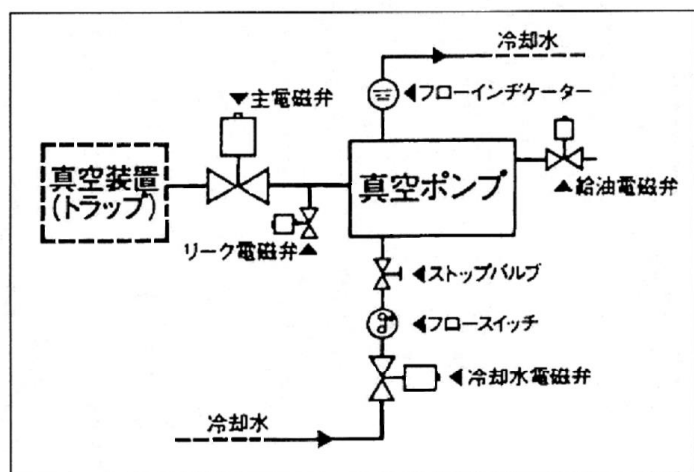 冷却水
▼主電磁弁
◀フローインヂケーター
真空装置
(トラップ)
真空ポンプ
▲給油電磁弁
リーク電磁弁▲
◀ストップバルブ
◀フロースイッチ
◀冷却水電磁弁
冷却水